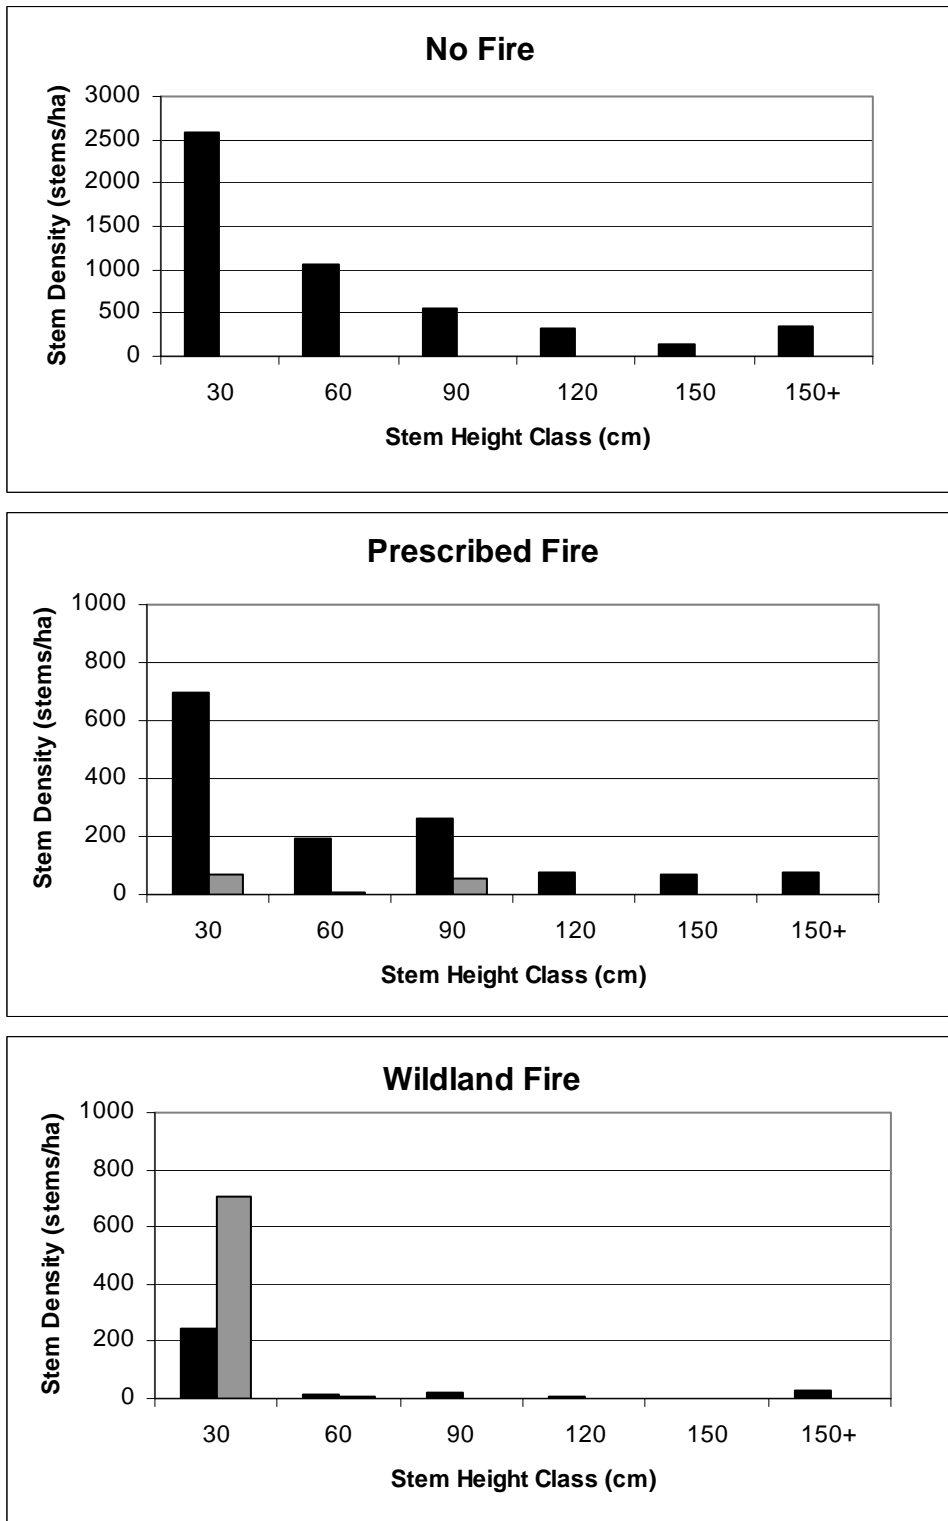 No Fire
Stem Density (stems/ha)
3000
2500
2000
1500
1000
500
0
30 60 90 120 150 150+
Stem Height Class (cm)
Prescribed Fire
Stem Density (stems/ha)
1000
800
600
400
200
0
30 60 90 120 150 150+
Stem Height Class (cm)
Wildland Fire
Stem Density (stems/ha)
1000
800
600
400
200
0
30 60 90 120 150 150+
Stem Height Class (cm)